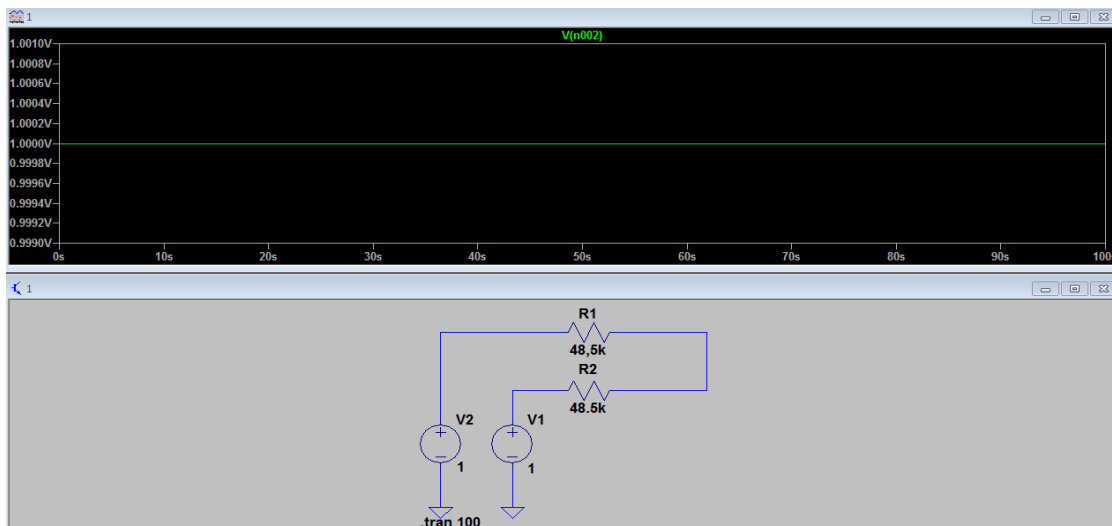 1
V(n002)
1.0010V
1.0008V
1.0006V
1.0004V
1.0002V
1.0000V
0.9998V
0.9996V
0.9994V
0.9992V
0.9990V
0s 10s 20s 30s 40s 50s 60s 70s 80s 90s 100s
1
R1
48,5k
R2
48.5k
V2 V1
1 1
.tran 100